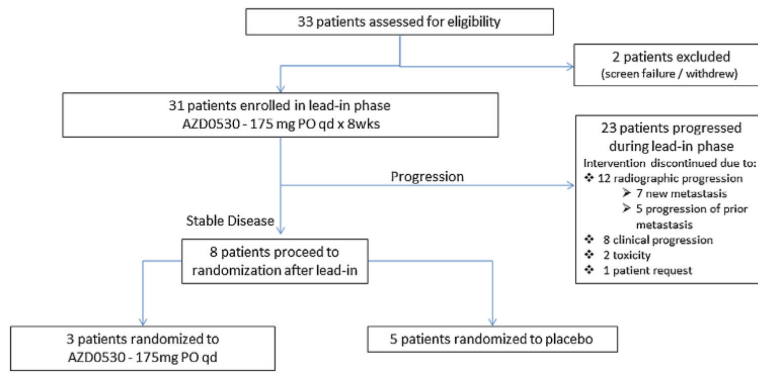 33 patients assessed for eligibility
2 patients excluded
(screen failure / withdrew)
31 patients enrolled in lead-in phase
AZD0530 - 175 mg PO qd x 8wks
23 patients progressed
during lead-in phase
Intervention discontinued due to:
❖ 12 radiographic progression
➢ 7 new metastasis
➢ 5 progression of prior
metastasis
❖ 8 clinical progression
❖ 2 toxicity
❖ 1 patient request
Progression
Stable Disease
8 patients proceed to
randomization after lead-in
3 patients randomized to
AZD0530 - 175mg PO qd
5 patients randomized to placebo